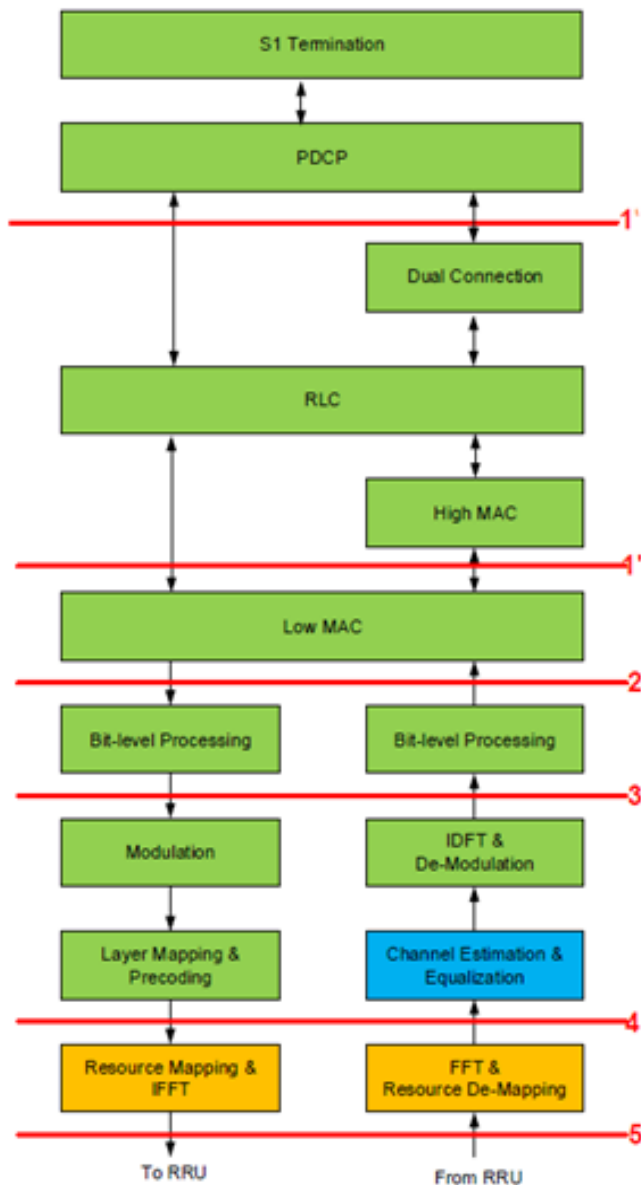 S1 Termination
PDCP
1'
Dual Connection
RLC
High MAC
1'
Low MAC
2
Bit-level Processing
Bit-level Processing
3
Modulation
IDFT &
De-Modulation
Layer Mapping &
Precoding
Channel Estimation &
Equalization
4
Resource Mapping &
IFFT
FFT &
Resource De-Mapping
5
To RRU
From RRU